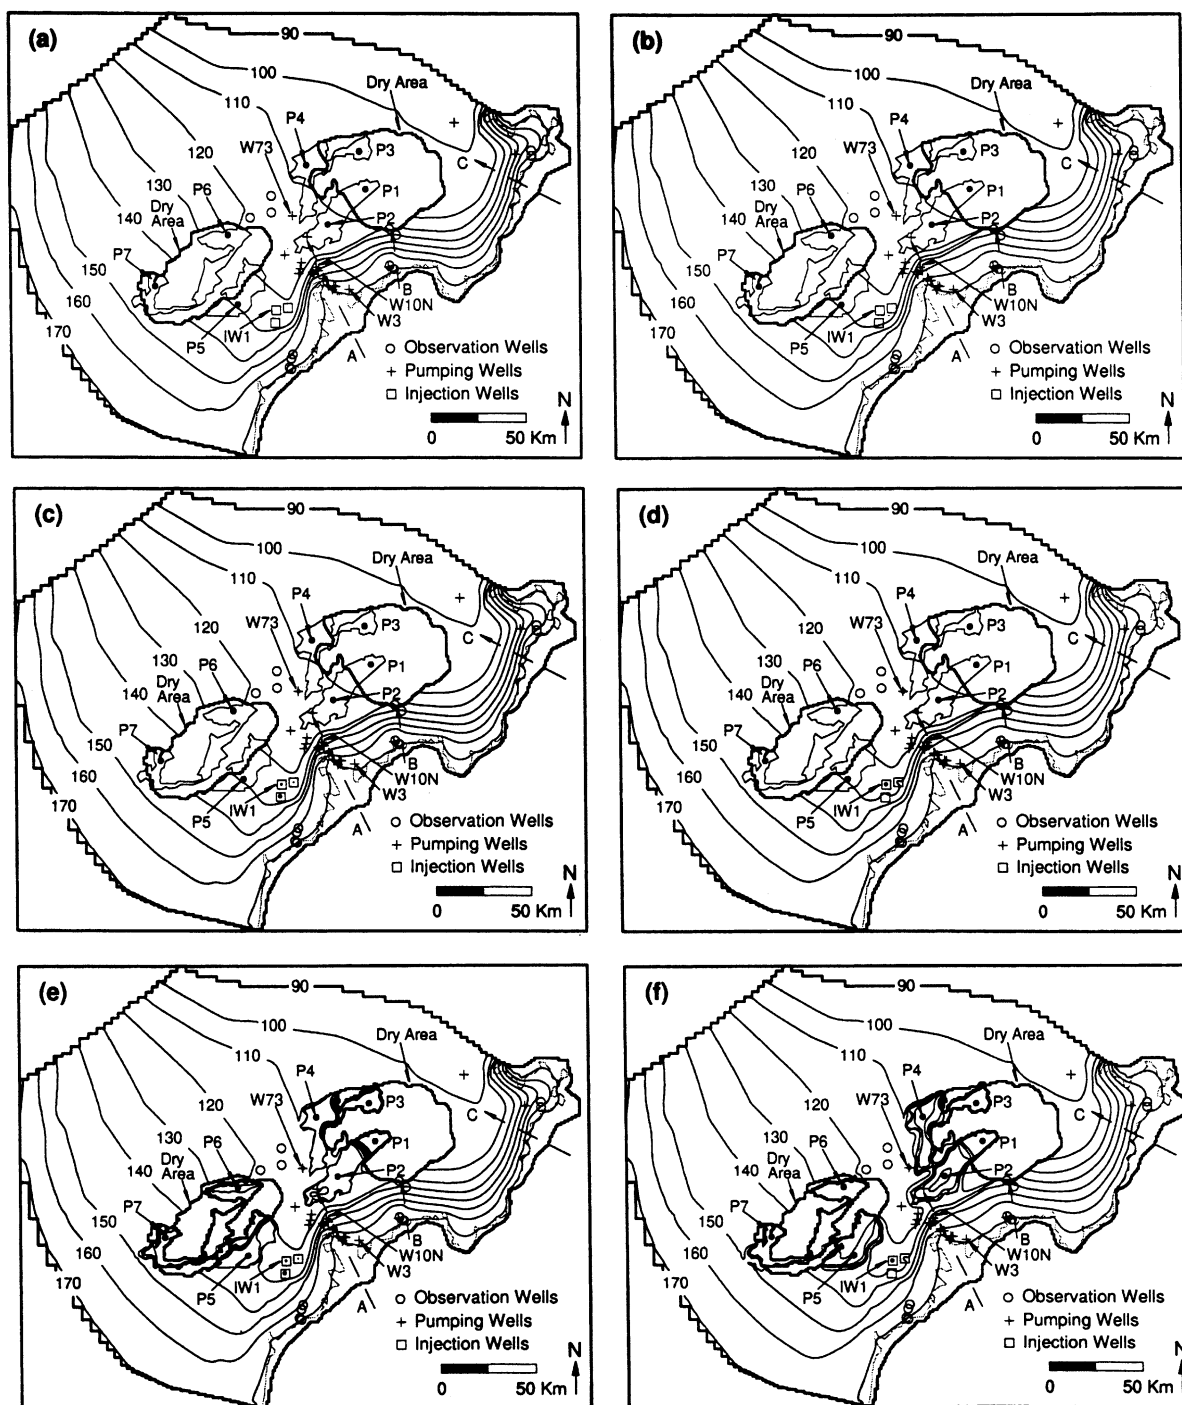 (a)
90
100
Dry Area
110
P4
W73
P3
C
120
P6
130
P1
Dry
Area
140
P2
P7
150
B
160
W10N
170
IW1
W3
P5
A
Observation Wells
Pumping Wells
Injection Wells
N
0 50 Km
(b)
90
100
Dry Area
110
P4
W73
P3
C
120
P6
130
P1
Dry
Area
140
P2
P7
150
B
160
W10N
170
IW1
W3
P5
A
Observation Wells
Pumping Wells
Injection Wells
N
0 50 Km
(c)
90
100
Dry Area
110
P4
W73
P3
C
120
P6
130
P1
Dry
Area
140
P2
P7
150
B
160
W10N
170
IW1
W3
P5
A
Observation Wells
Pumping Wells
Injection Wells
N
0 50 Km
(d)
90
100
Dry Area
110
P4
W73
P3
C
120
P6
130
P1
Dry
Area
140
P2
P7
150
B
160
W10N
170
IW1
W3
P5
A
Observation Wells
Pumping Wells
Injection Wells
N
0 50 Km
(e)
90
100
Dry Area
110
P4
W73
P3
C
120
P6
130
P1
Dry
Area
140
P2
P7
150
B
160
W10N
170
IW1
W3
P5
A
Observation Wells
Pumping Wells
Injection Wells
N
0 50 Km
(f)
90
100
Dry Area
110
P4
W73
P3
C
120
P6
130
P1
Dry
Area
140
P2
P7
150
B
160
W10N
170
IW1
W3
P5
A
Observation Wells
Pumping Wells
Injection Wells
N
0 50 Km